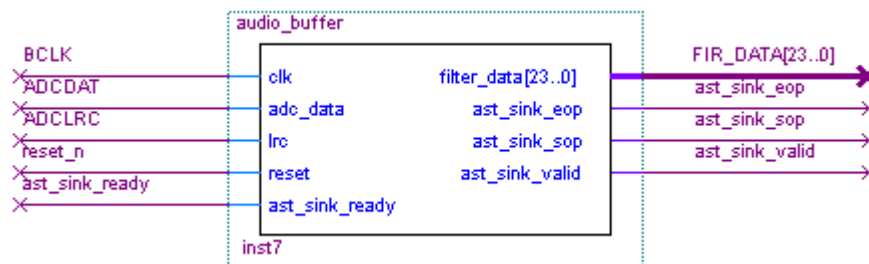 audio_buffer
BCLK
clk
filter_data[23..0]
FIR_DATA[23..0]
ADCDAT
adc_data
ast_sink_eop
ast_sink_eop
ADCLRC
lrc
ast_sink_sop
ast_sink_sop
reset_n
reset
ast_sink_valid
ast_sink_valid
ast_sink_ready
ast_sink_ready
inst7